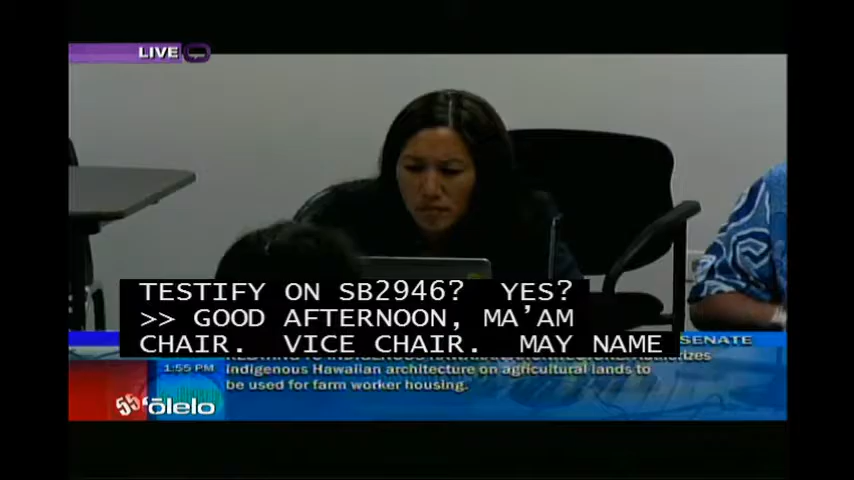 LIVE
TESTIFY ON SB2946? YES?
>> GOOD AFTERNOON, MA'AM
CHAIR. VICE CHAIR. MAY NAME
SENATE
1:55 PM
Indigenous Hawaiian architecture on agricultural lands to
be used for farm worker housing.
55 'ōlelo